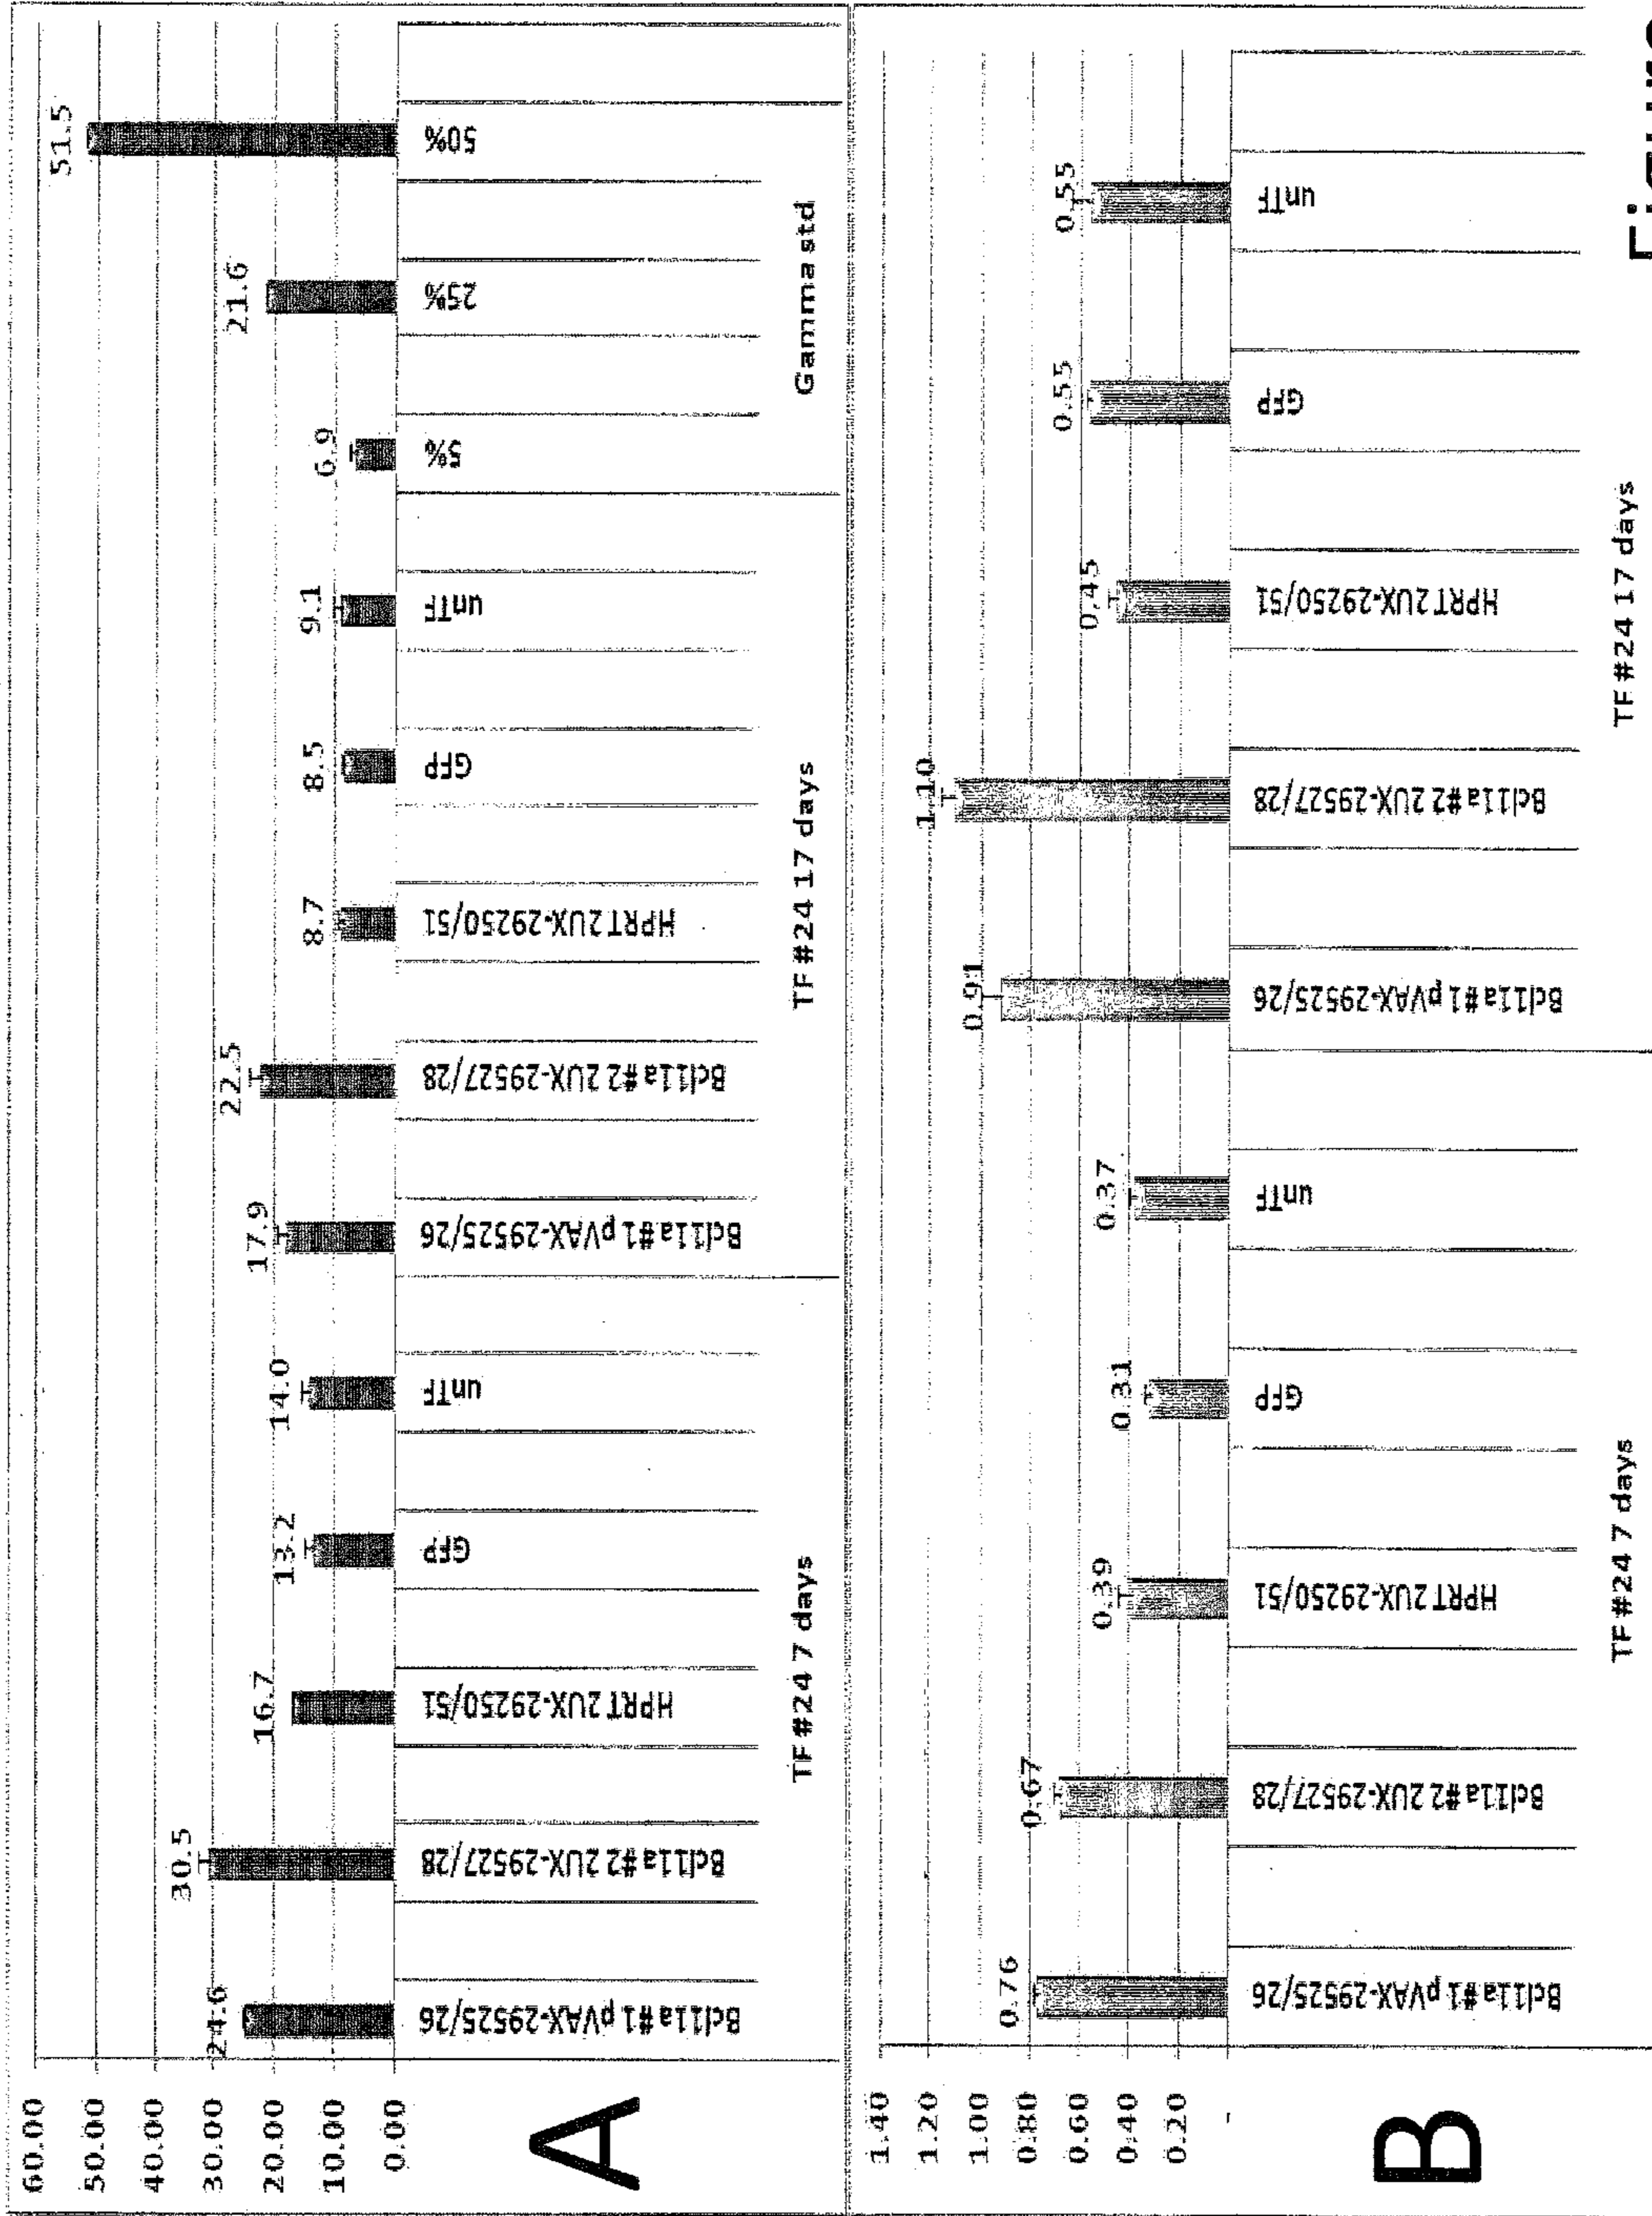 60.00
50.00
40.00
30.00
20.00
10.00
0.00
24.6
30.5
16.7
13.2
14.0
17.9
22.5
8.7
8.5
9.1
6.9
21.6
51.5
Bcl11a #1 pVAX-29525/26
Bcl11a #2 2UX-29527/28
HPRT 2UX-29250/51
GFP
unTF
Bcl11a #1 pVAX-29525/26
Bcl11a #2 2UX-29527/28
HPRT 2UX-29250/51
GFP
unTF
5%
25%
50%
TF #24 7 days
TF #24 17 days
Gamma std
A
1.40
1.20
1.00
0.80
0.60
0.40
0.20
-
0.76
0.67
0.39
0.31
0.37
0.91
1.10
0.45
0.55
0.55
Bcl11a #1 pVAX-29525/26
Bcl11a #2 2UX-29527/28
HPRT 2UX-29250/51
GFP
unTF
Bcl11a #1 pVAX-29525/26
Bcl11a #2 2UX-29527/28
HPRT 2UX-29250/51
GFP
unTF
TF #24 7 days
TF #24 17 days
B